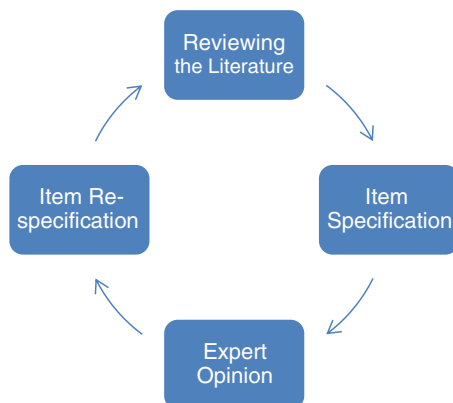 Reviewing
the Literature
Item
Specification
Expert
Opinion
Item Re-
specification